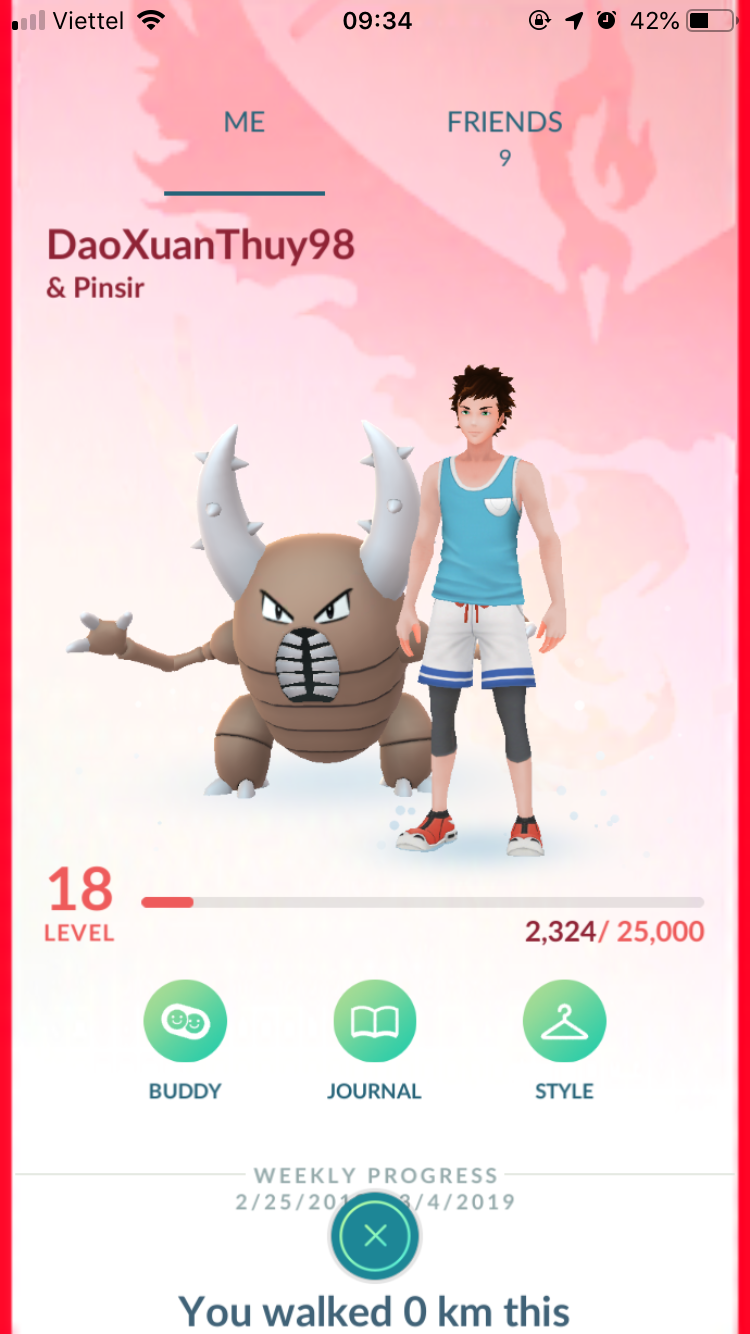 Viettel 09:34 42%
ME FRIENDS
9
DaoXuanThuy98
& Pinsir
18
LEVEL
2,324/ 25,000
BUDDY JOURNAL STYLE
WEEKLY PROGRESS
2/25/201 3/4/2019
You walked 0 km this